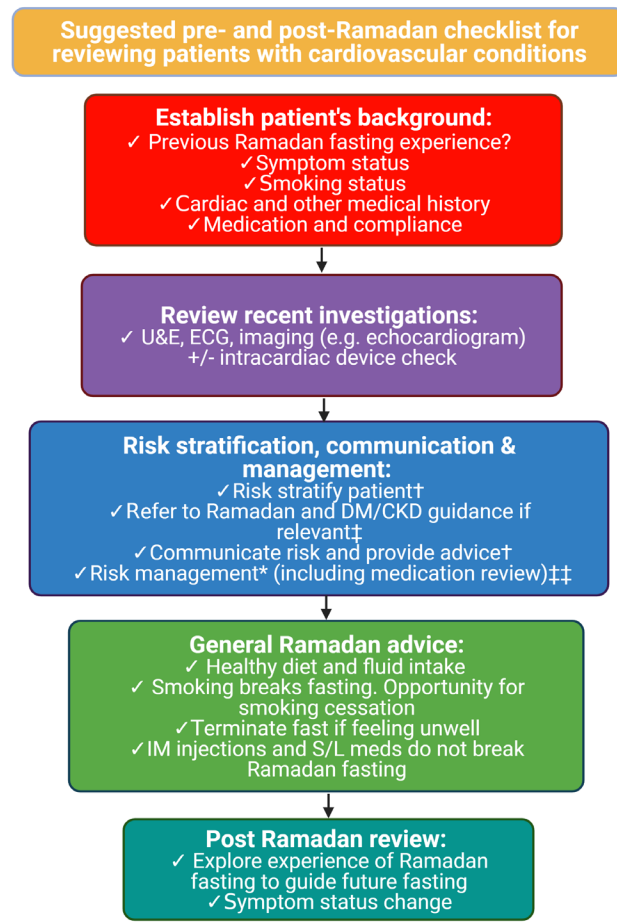 Suggested pre- and post-Ramadan checklist for
reviewing patients with cardiovascular conditions
Establish patient's background:
✓ Previous Ramadan fasting experience?
✓Symptom status
✓Smoking status
✓Cardiac and other medical history
✓Medication and compliance
Review recent investigations:
✓ U&E, ECG, imaging (e.g. echocardiogram)
+/- intracardiac device check
Risk stratification, communication &
management:
✓Risk stratify patient†
✓Refer to Ramadan and DM/CKD guidance if
relevant‡
✓Communicate risk and provide advice†
✓Risk management* (including medication review)‡‡
General Ramadan advice:
✓ Healthy diet and fluid intake
✓ Smoking breaks fasting. Opportunity for
smoking cessation
✓Terminate fast if feeling unwell
✓IM injections and S/L meds do not break
Ramadan fasting
Post Ramadan review:
✓ Explore experience of Ramadan
fasting to guide future fasting
✓Symptom status change